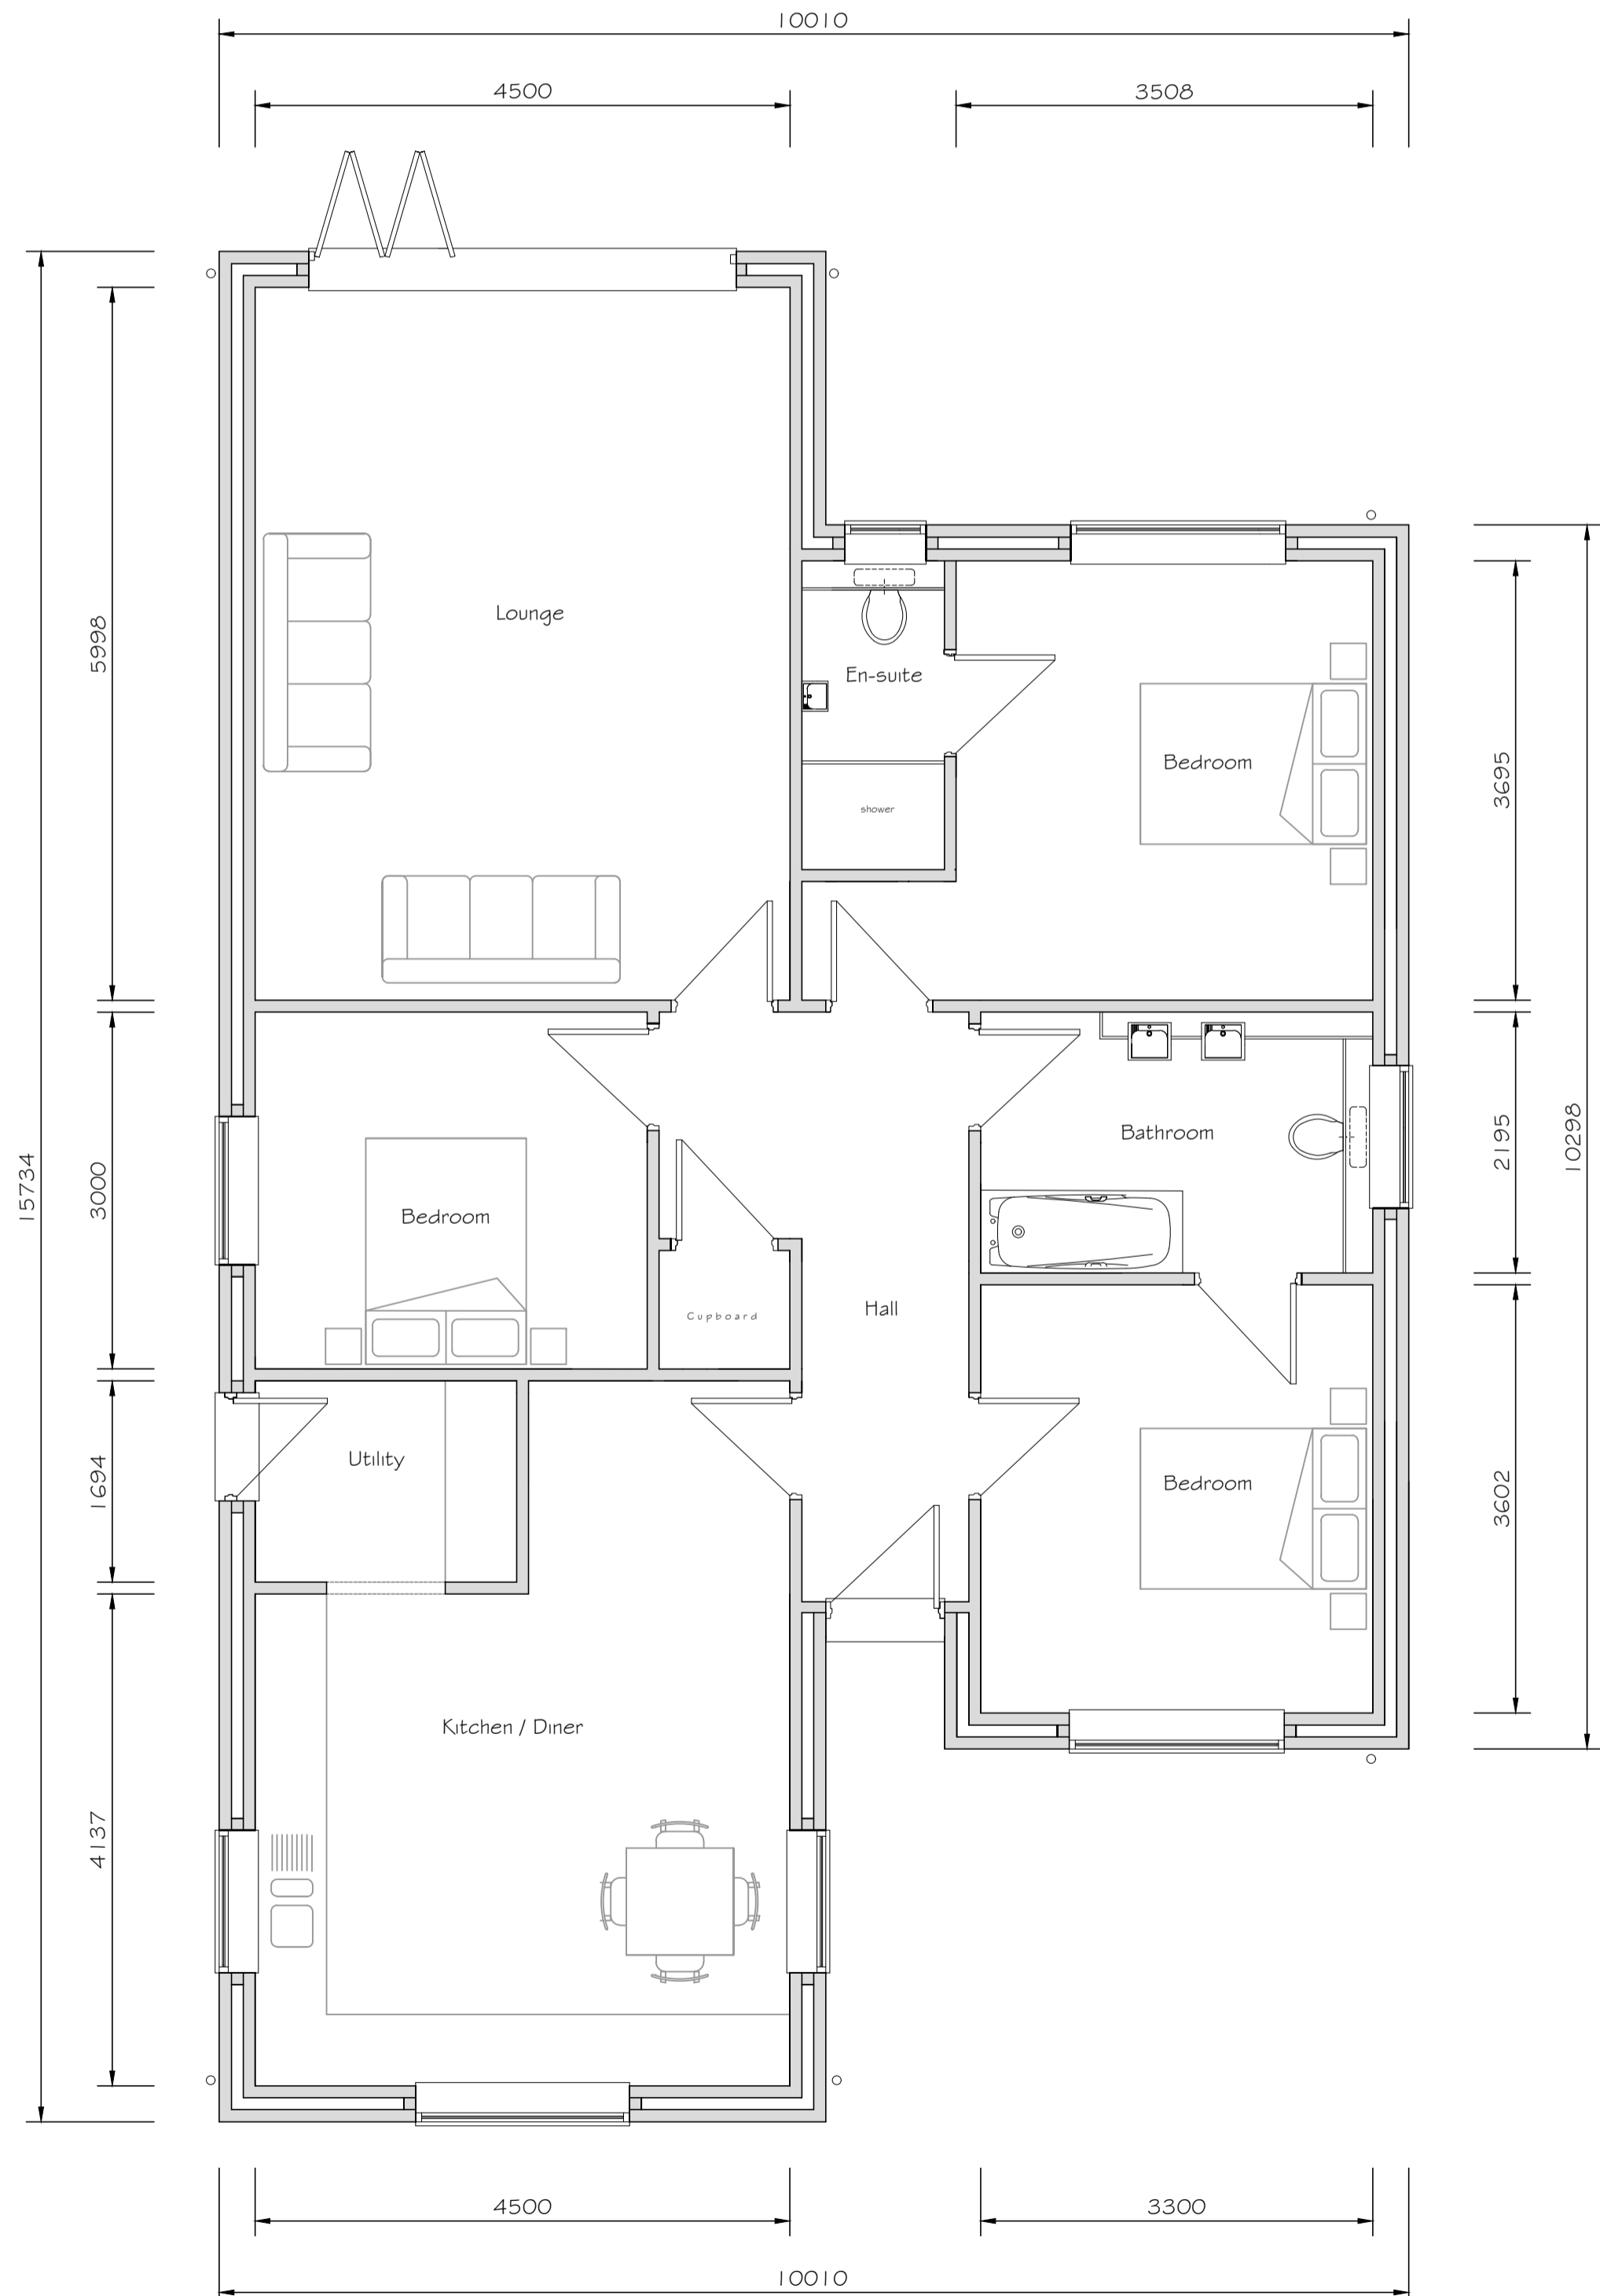 10010
4500
3508
Lounge
5998
En-suite
Bedroom
3695
shower
Bathroom
2195
10298
15734
3000
Bedroom
Hall
Cupboard
Utility
1694
Bedroom
3602
Kitchen / Diner
4137
4500
3300
10010